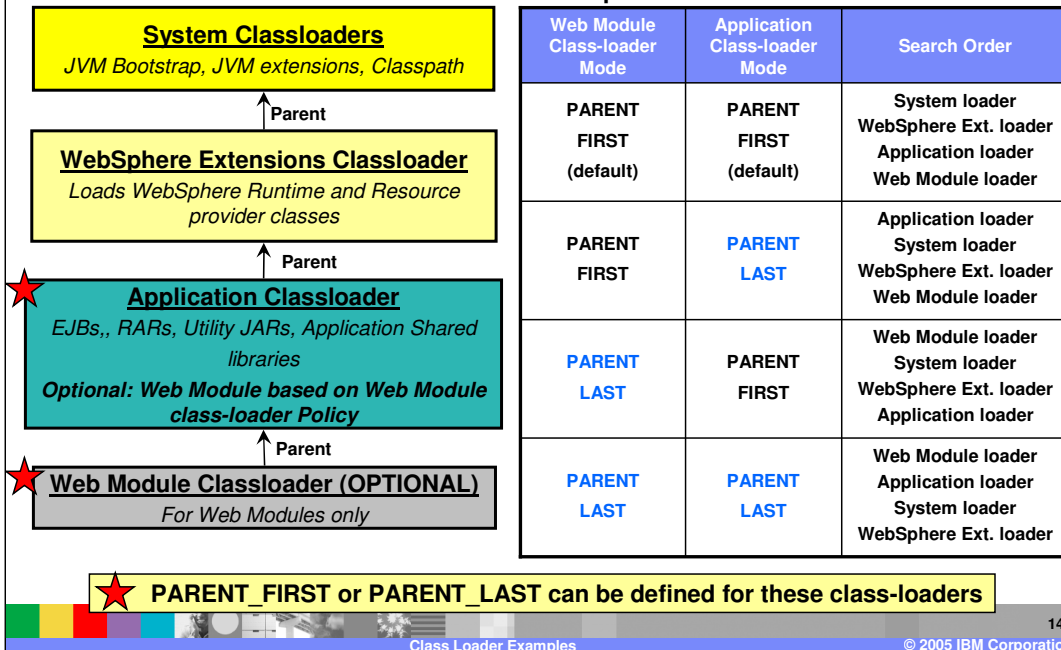 System Classloaders
JVM Bootstrap, JVM extensions, Classpath
Parent
WebSphere Extensions Classloader
Loads WebSphere Runtime and Resource
provider classes
Parent
Application Classloader
EJBs,, RARs, Utility JARs, Application Shared
libraries
Optional: Web Module based on Web Module
class-loader Policy
Parent
Web Module Classloader (OPTIONAL)
For Web Modules only
Web Module
Class-loader
Mode
Application
Class-loader
Mode
Search Order
PARENT
FIRST
(default)
PARENT
FIRST
(default)
System loader
WebSphere Ext. loader
Application loader
Web Module loader
PARENT
FIRST
PARENT
LAST
Application loader
System loader
WebSphere Ext. loader
Web Module loader
PARENT
LAST
PARENT
FIRST
Web Module loader
System loader
WebSphere Ext. loader
Application loader
PARENT
LAST
PARENT
LAST
Web Module loader
Application loader
System loader
WebSphere Ext. loader
PARENT_FIRST or PARENT_LAST can be defined for these class-loaders
14
Class Loader Examples
© 2005 IBM Corporatio